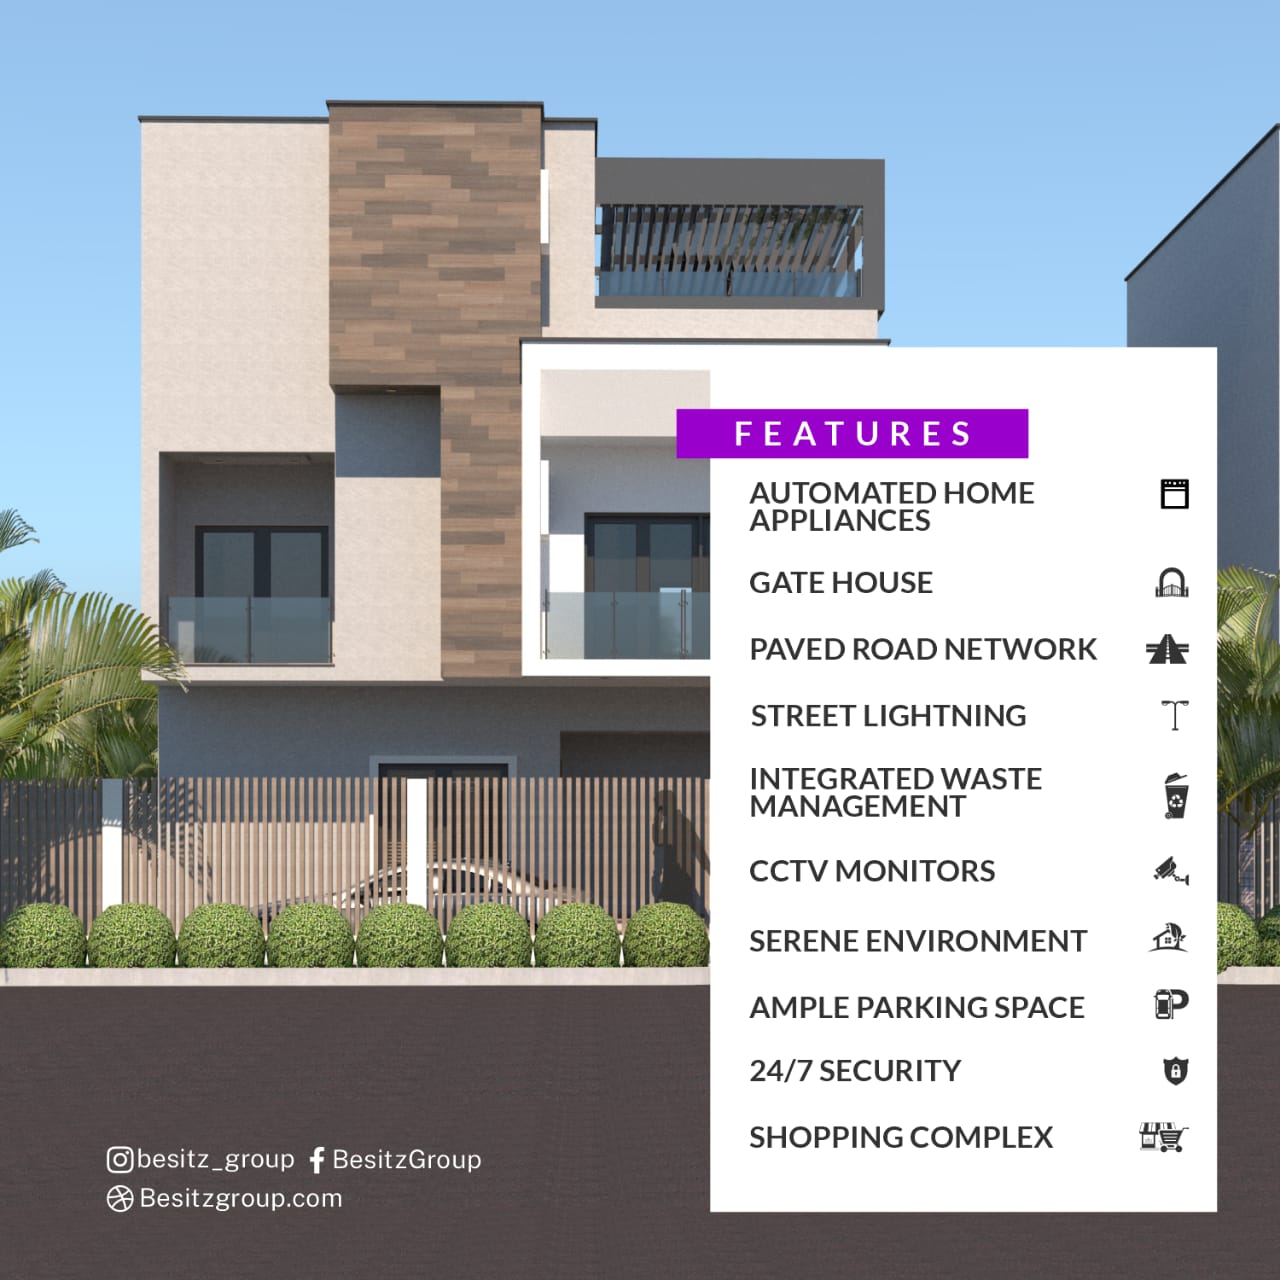 FEATURES
AUTOMATED HOME
APPLIANCES
GATE HOUSE
PAVED ROAD NETWORK
STREET LIGHTNING
INTEGRATED WASTE
MANAGEMENT
CCTV MONITORS
SERENE ENVIRONMENT
AMPLE PARKING SPACE
24/7 SECURITY
SHOPPING COMPLEX
besitz_group BesitzGroup
Besitzgroup.com